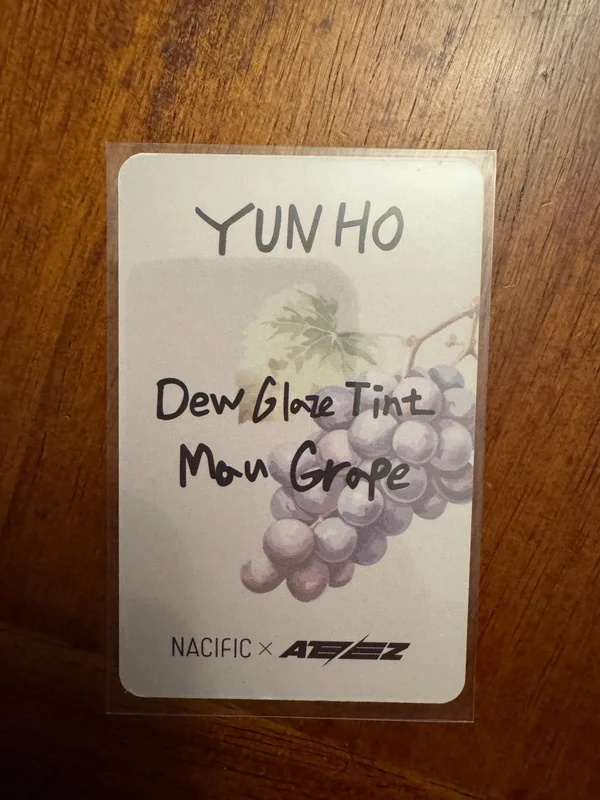 YUNHO
Dew Glaze Tint
Mau Grape
NACIFIC × ATEEZ